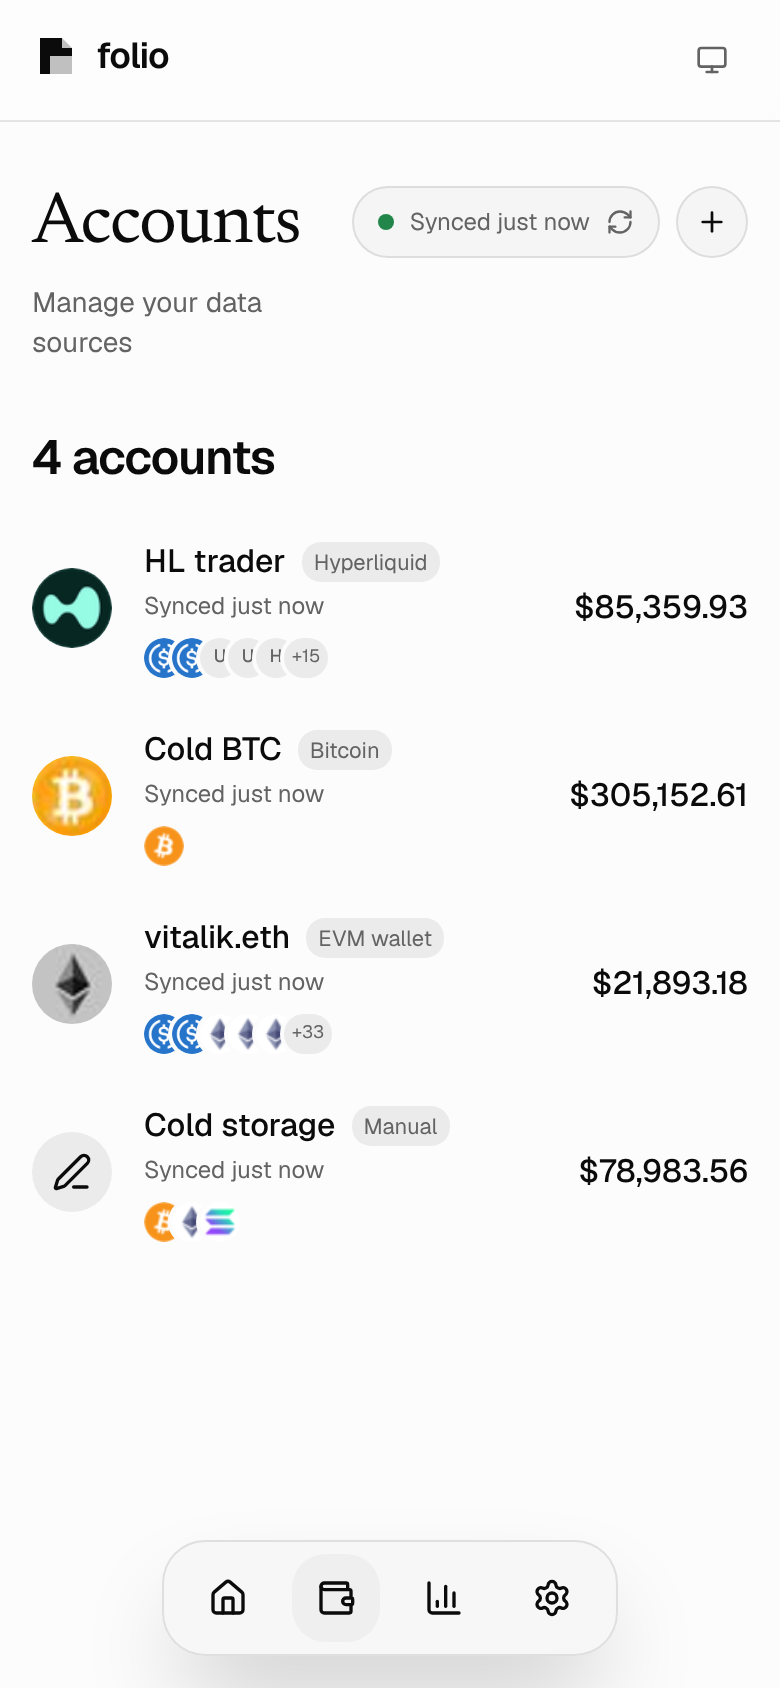 folio
Accounts
Synced just now
Manage your data
sources
4 accounts
HL trader Hyperliquid
Synced just now
$85,359.93
U U H +15
Cold BTC Bitcoin
Synced just now
$305,152.61
vitalik.eth EVM wallet
Synced just now
$21,893.18
+33
Cold storage Manual
Synced just now
$78,983.56